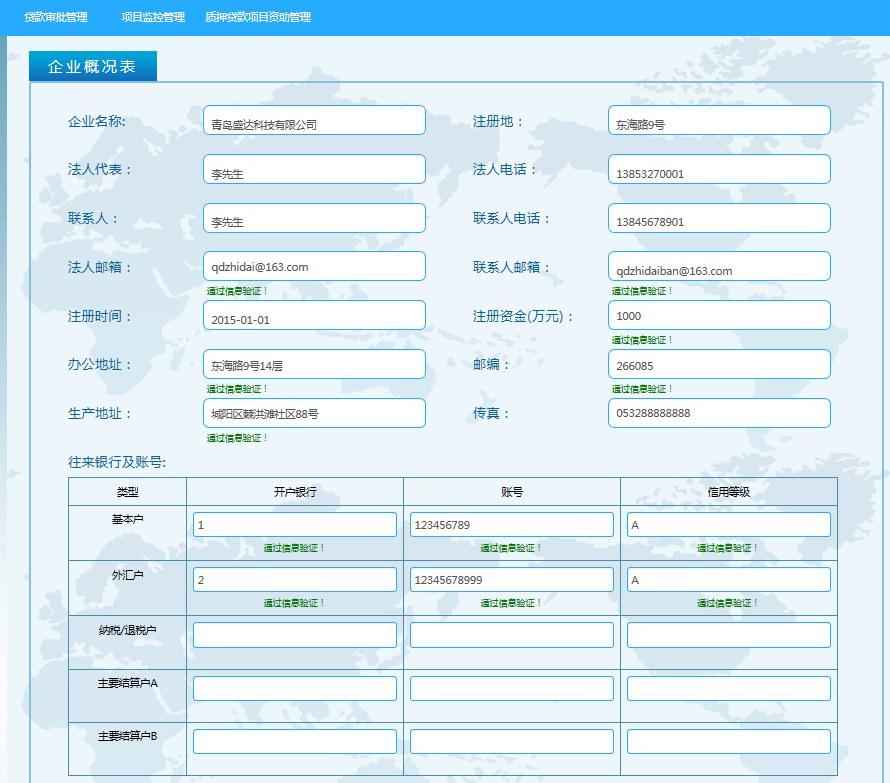 贷款审批管理 项目监控管理 质押贷款项目资助管理
企业概况表
企业名称: 青岛盛达科技有限公司 注册地： 东海路9号
法人代表： 李先生 法人电话： 13853270001
联系人： 李先生 联系人电话： 13845678901
法人邮箱： qdzhidai@163.com 联系人邮箱： qdzhidaiban@163.com
通过信息验证！ 通过信息验证！
注册时间： 2015-01-01 注册资金(万元)： 1000
通过信息验证！
办公地址： 东海路9号14层 邮编： 266085
通过信息验证！ 通过信息验证！
生产地址： 城阳区棘洪滩社区88号 传真： 053288888888
通过信息验证！
往来银行及账号:
类型 开户银行 账号 信用等级
基本户 1 123456789 A
通过信息验证！ 通过信息验证！ 通过信息验证！
外汇户 2 12345678999 A
通过信息验证！ 通过信息验证！ 通过信息验证！
纳税/退税户
主要结算户A
主要结算户B